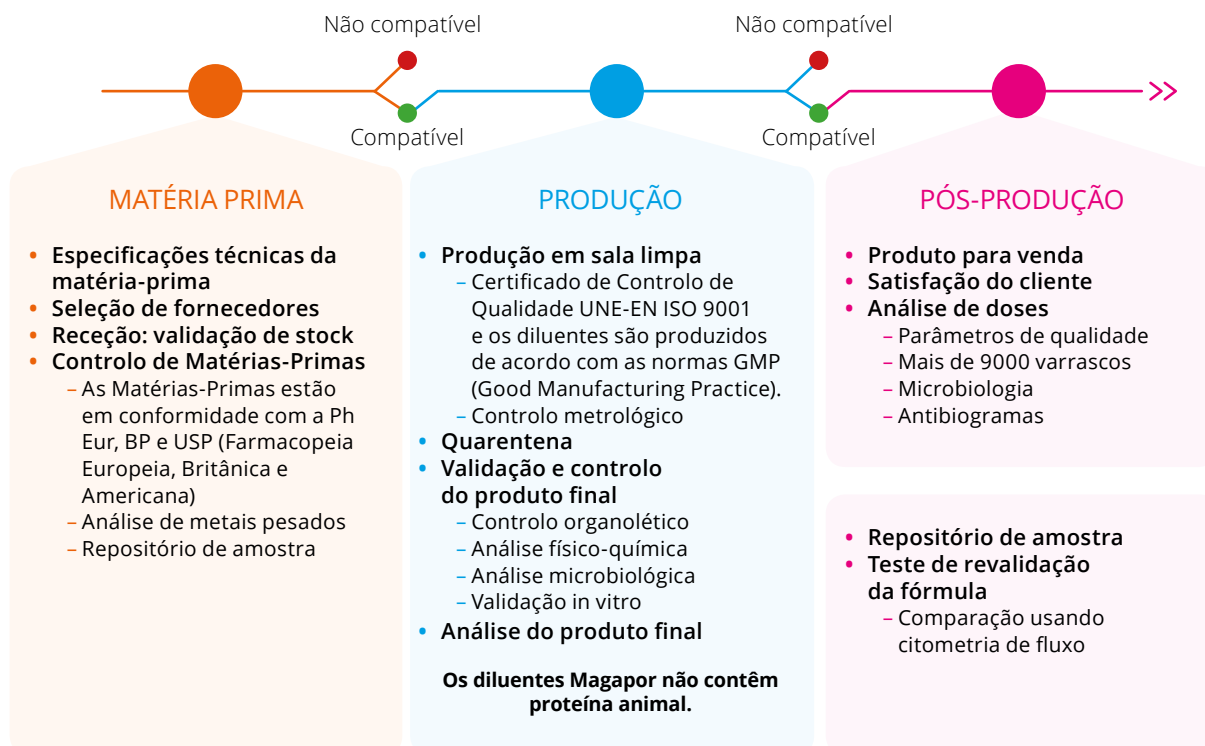 Não compatível
Não compatível
Compatível
Compatível
MATÉRIA PRIMA
• Especificações técnicas da
matéria-prima
• Seleção de fornecedores
• Receção: validação de stock
• Controlo de Matérias-Primas
– As Matérias-Primas estão
em conformidade com a Ph
Eur, BP e USP (Farmacopeia
Europeia, Britânica e
Americana)
– Análise de metais pesados
– Repositório de amostra
PRODUÇÃO
• Produção em sala limpa
– Certificado de Controlo de
Qualidade UNE-EN ISO 9001
e os diluentes são produzidos
de acordo com as normas GMP
(Good Manufacturing Practice).
– Controlo metrológico
• Quarentena
• Validação e controlo
do produto final
– Controlo organolético
– Análise físico-química
– Análise microbiológica
– Validação in vitro
• Análise do produto final
Os diluentes Magapor não contêm
proteína animal.
PÓS-PRODUÇÃO
• Produto para venda
• Satisfação do cliente
• Análise de doses
– Parâmetros de qualidade
– Mais de 9000 varrascos
– Microbiologia
– Antibiogramas
• Repositório de amostra
• Teste de revalidação
da fórmula
– Comparação usando
citometria de fluxo